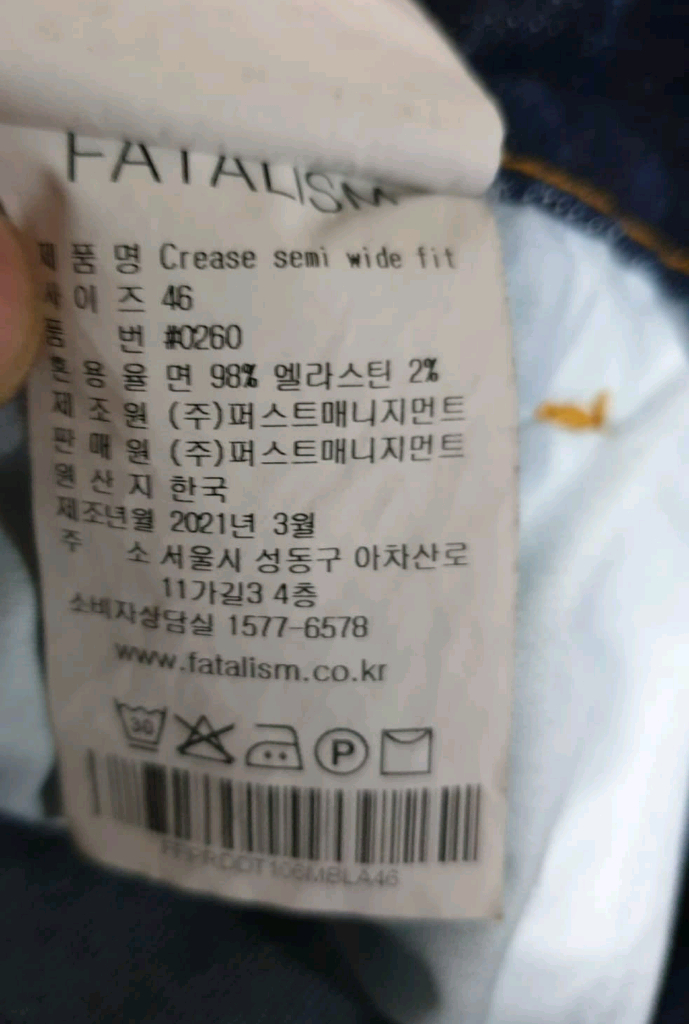 FATALISM
제 품 명 Crease semi wide fit
사 이 즈 46
품 번 #0260
혼 용 율 면 98% 엘라스틴 2%
제 조 원 (주)퍼스트매니지먼트
판 매 원 (주)퍼스트매니지먼트
원 산 지 한국
제조년월 2021년 3월
주 소 서울시 성동구 아차산로
11가길3 4층
소비자상담실 1577-6578
www.fatalism.co.kr
30
P